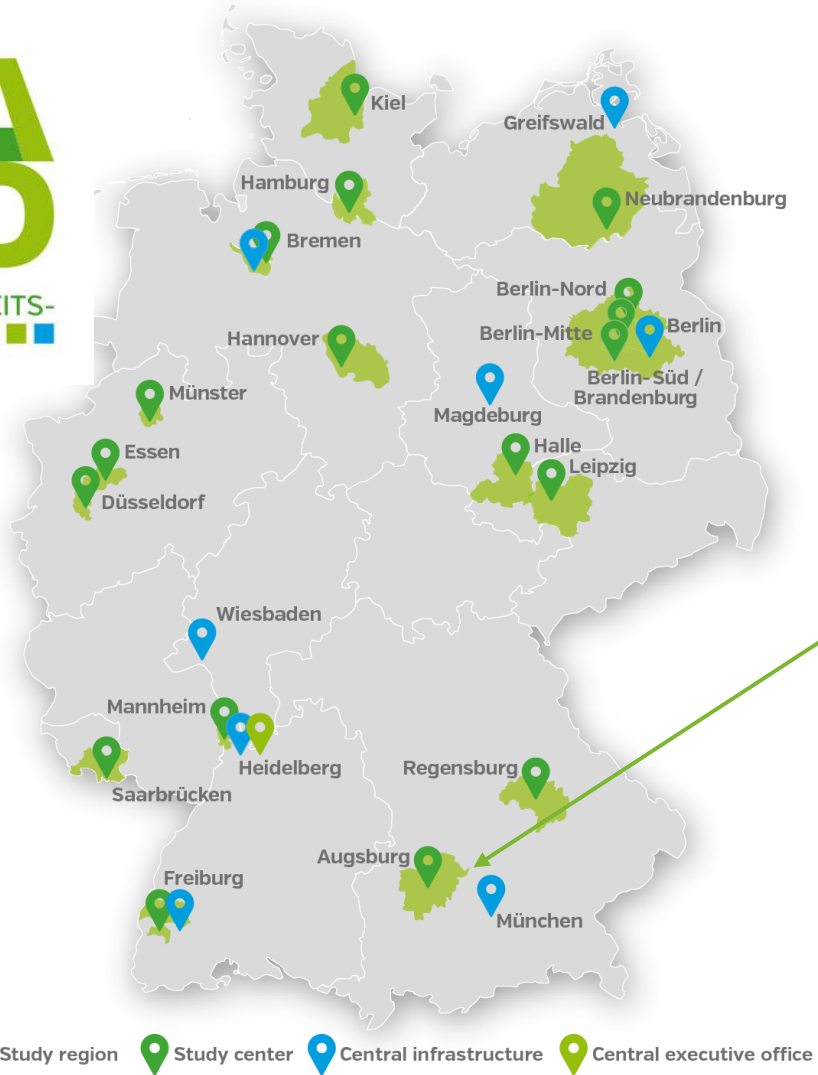 A
EITS-
Kiel
Greifswald
Hamburg
Neubrandenburg
Bremen
Berlin-Nord
Berlin
Berlin-Mitte
Hannover
Berlin-Süd /
Brandenburg
Münster
Magdeburg
Essen
Halle
Leipzig
Düsseldorf
Wiesbaden
Mannheim
Heidelberg
Regensburg
Saarbrücken
Augsburg
Freiburg
München
Study region
Study center
Central infrastructure
Central executive office